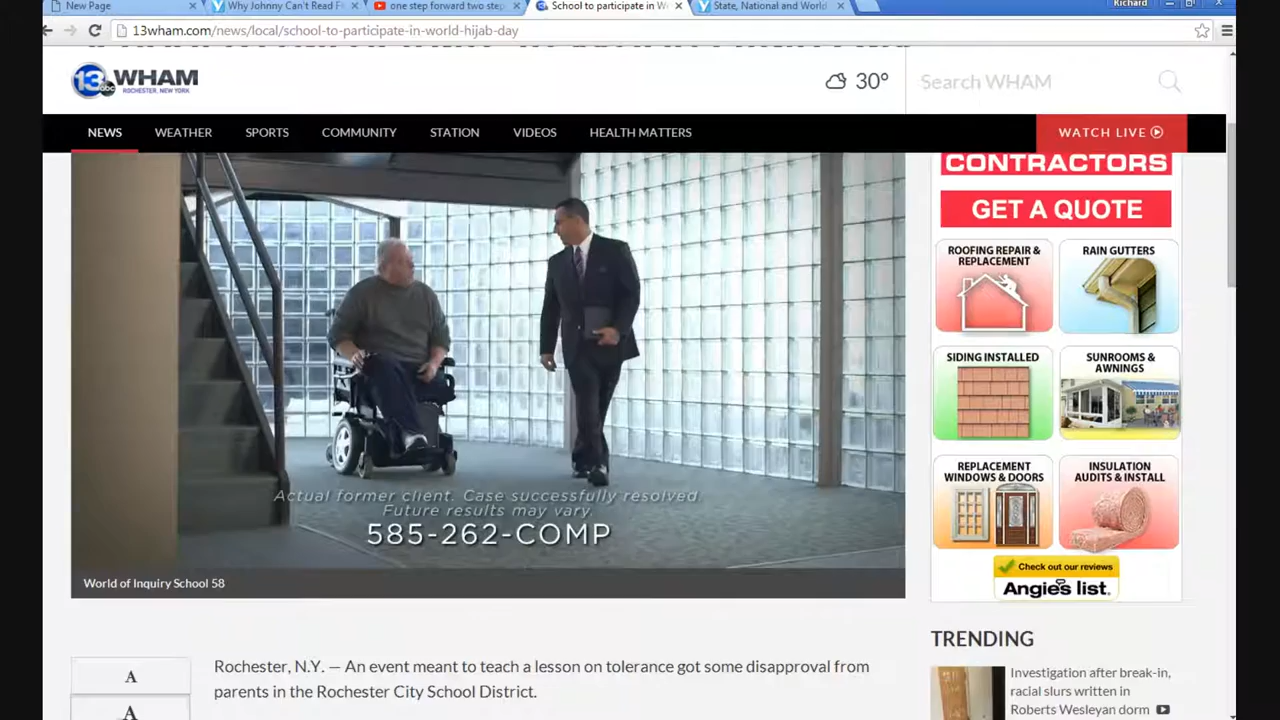 New Page
Why Johnny Can't Read F
one step forward two step
School to participate in W
State, National and World
Richard
13wham.com/news/local/school-to-participate-in-world-hijab-day
13 abc WHAM
ROCHESTER, NEW YORK
30°
Search WHAM
NEWS
WEATHER
SPORTS
COMMUNITY
STATION
VIDEOS
HEALTH MATTERS
WATCH LIVE
Actual former client. Case successfully resolved.
Future results may vary.
585-262-COMP
World of Inquiry School 58
A
A
Rochester, N.Y. — An event meant to teach a lesson on tolerance got some disapproval from
parents in the Rochester City School District.
CONTRACTORS
GET A QUOTE
ROOFING REPAIR &
REPLACEMENT
RAIN GUTTERS
SIDING INSTALLED
SUNROOMS &
AWNINGS
REPLACEMENT
WINDOWS & DOORS
INSULATION
AUDITS & INSTALL
Check out our reviews
Angie's list.
TRENDING
Investigation after break-in,
racial slurs written in
Roberts Wesleyan dorm